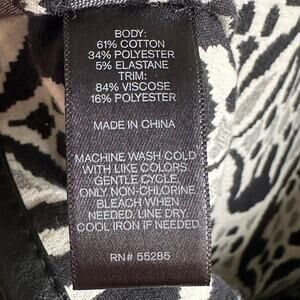 BODY:
61% COTTON
34% POLYESTER
5% ELASTANE
TRIM:
84% VISCOSE
16% POLYESTER
MADE IN CHINA
MACHINE WASH COLD
WITH LIKE COLORS,
GENTLE CYCLE,
ONLY NON-CHLORINE
BLEACH WHEN
NEEDED, LINE DRY,
COOL IRON IF NEEDED.
RN# 55285